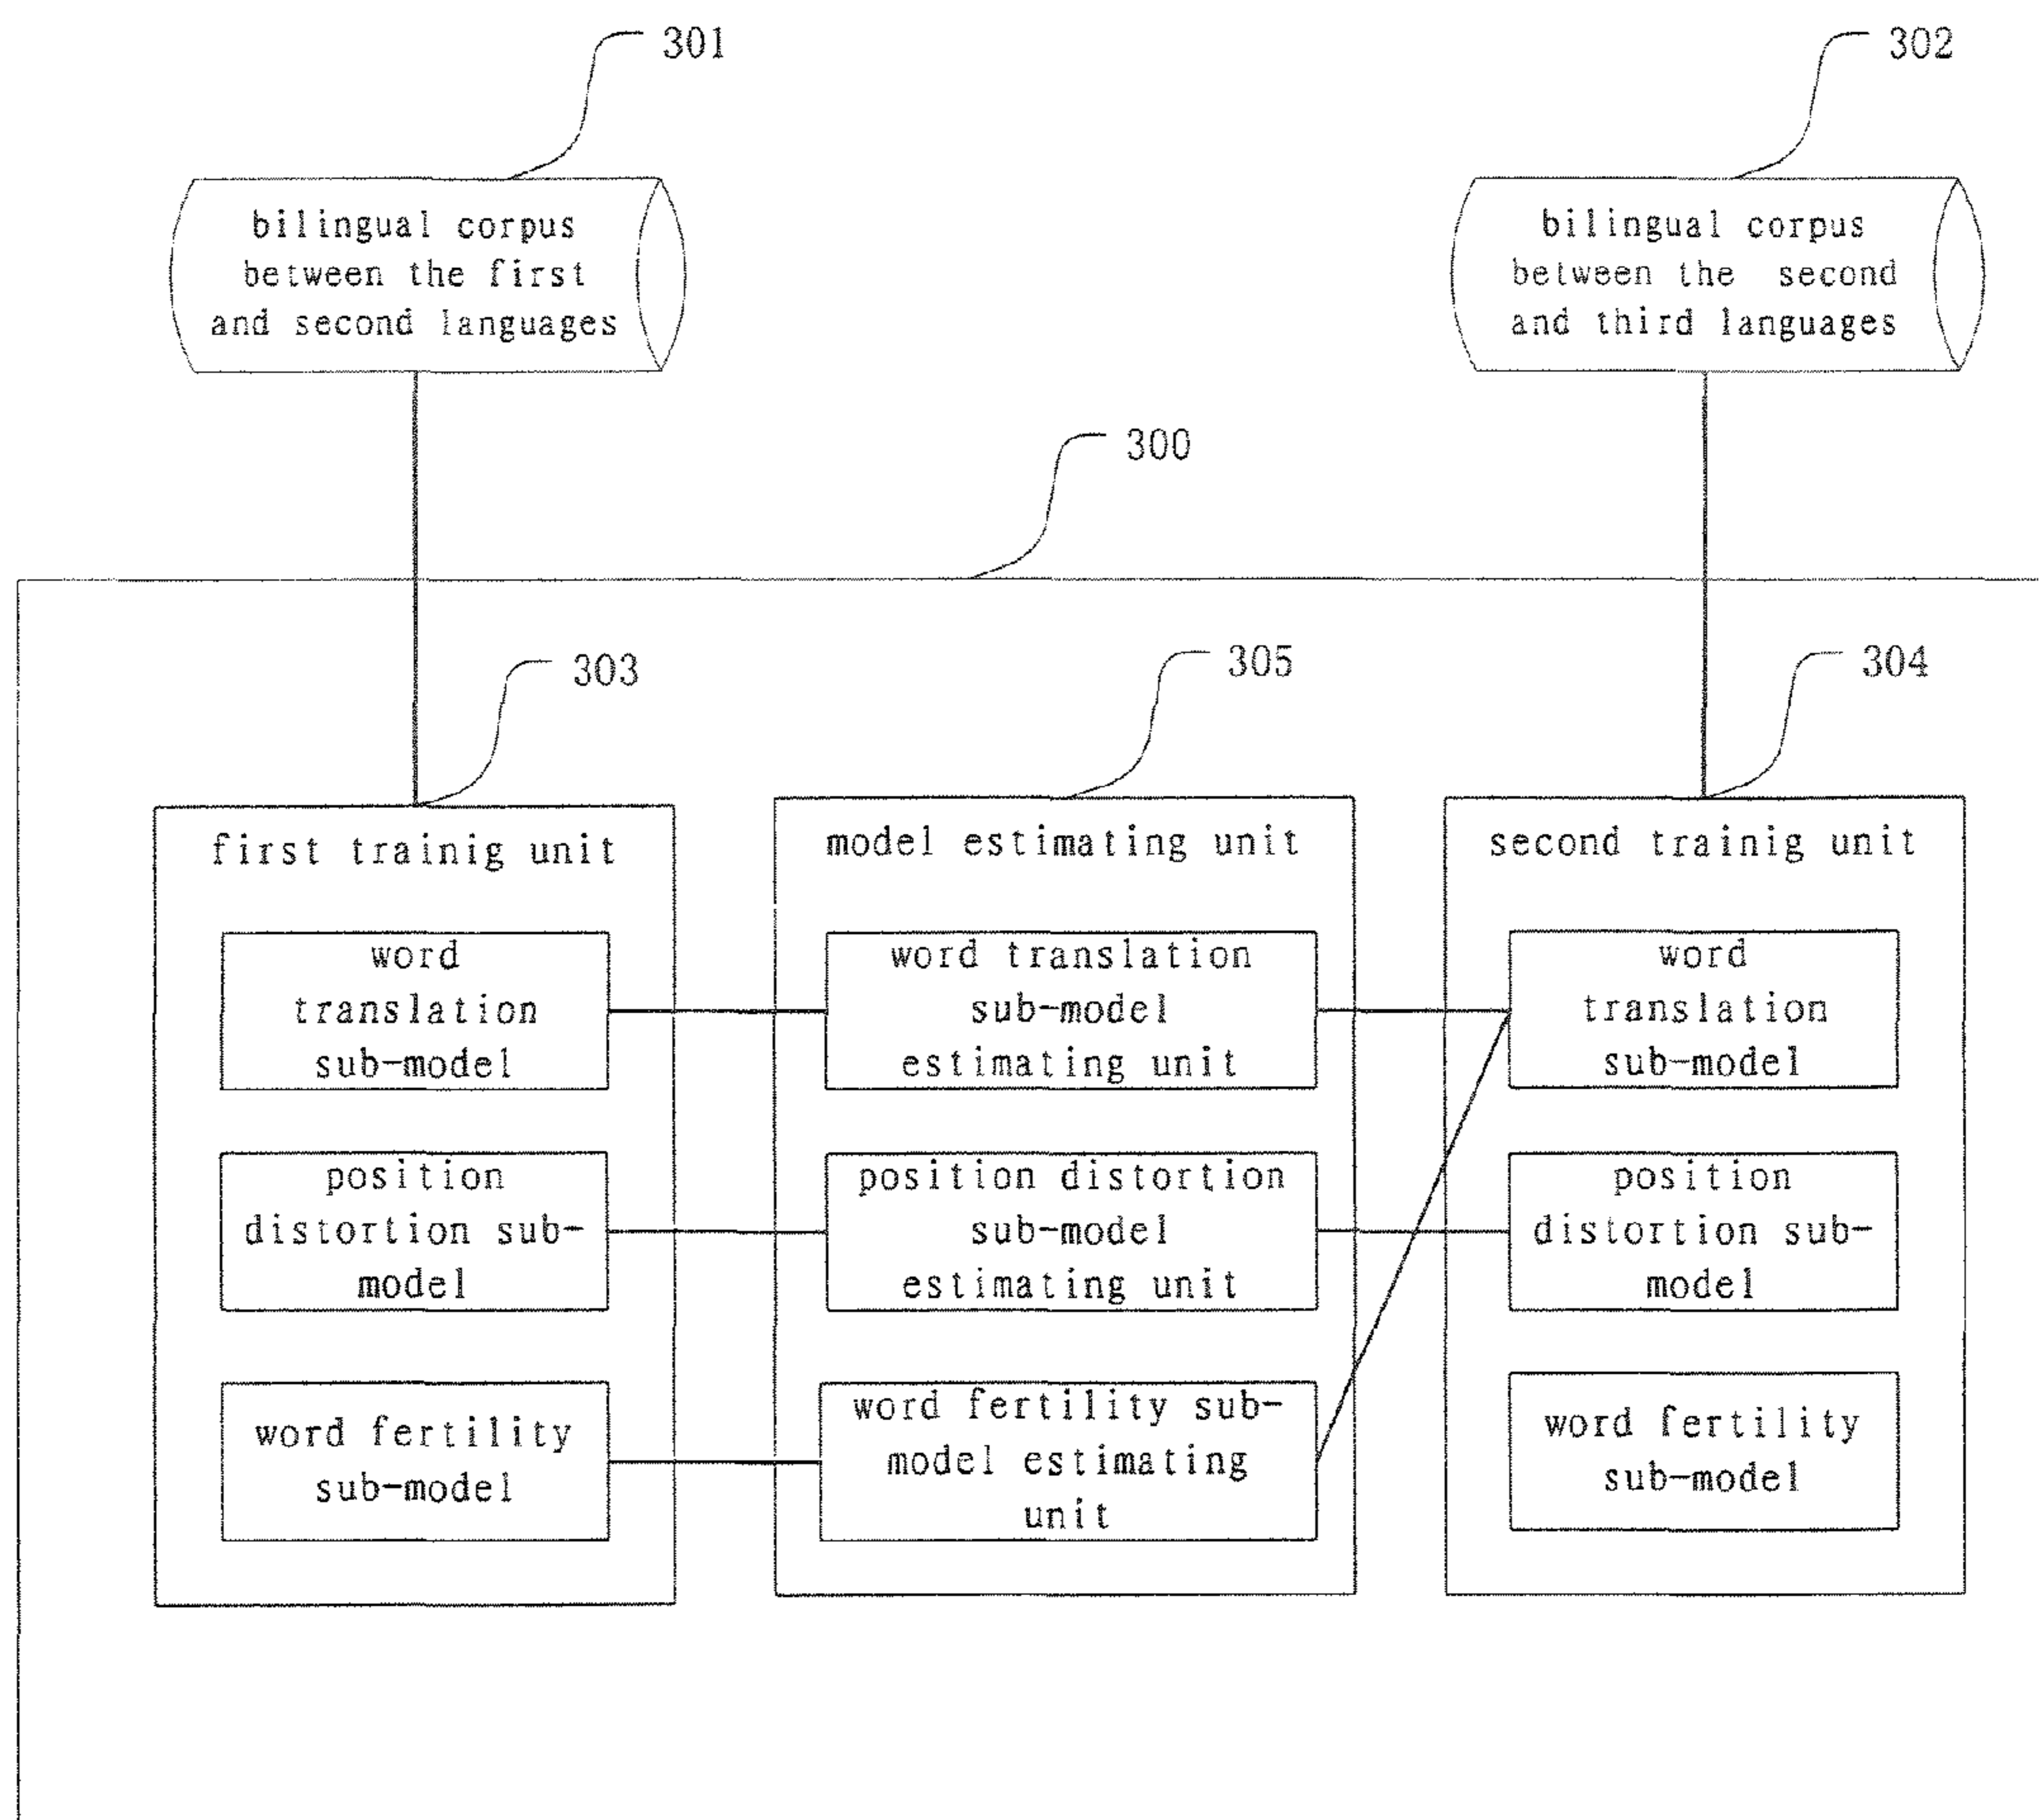 301
302
bilingual corpus
between the first
and second languages
bilingual corpus
between the second
and third languages
300
303
305
304
first trainig unit
word
translation
sub-model
position
distortion sub-
model
word fertility
sub-model
model estimating unit
word translation
sub-model
estimating unit
position distortion
sub-model
estimating unit
word fertility sub-
model estimating
unit
second trainig unit
word
translation
sub-model
position
distortion sub-
model
word fertility
sub-model